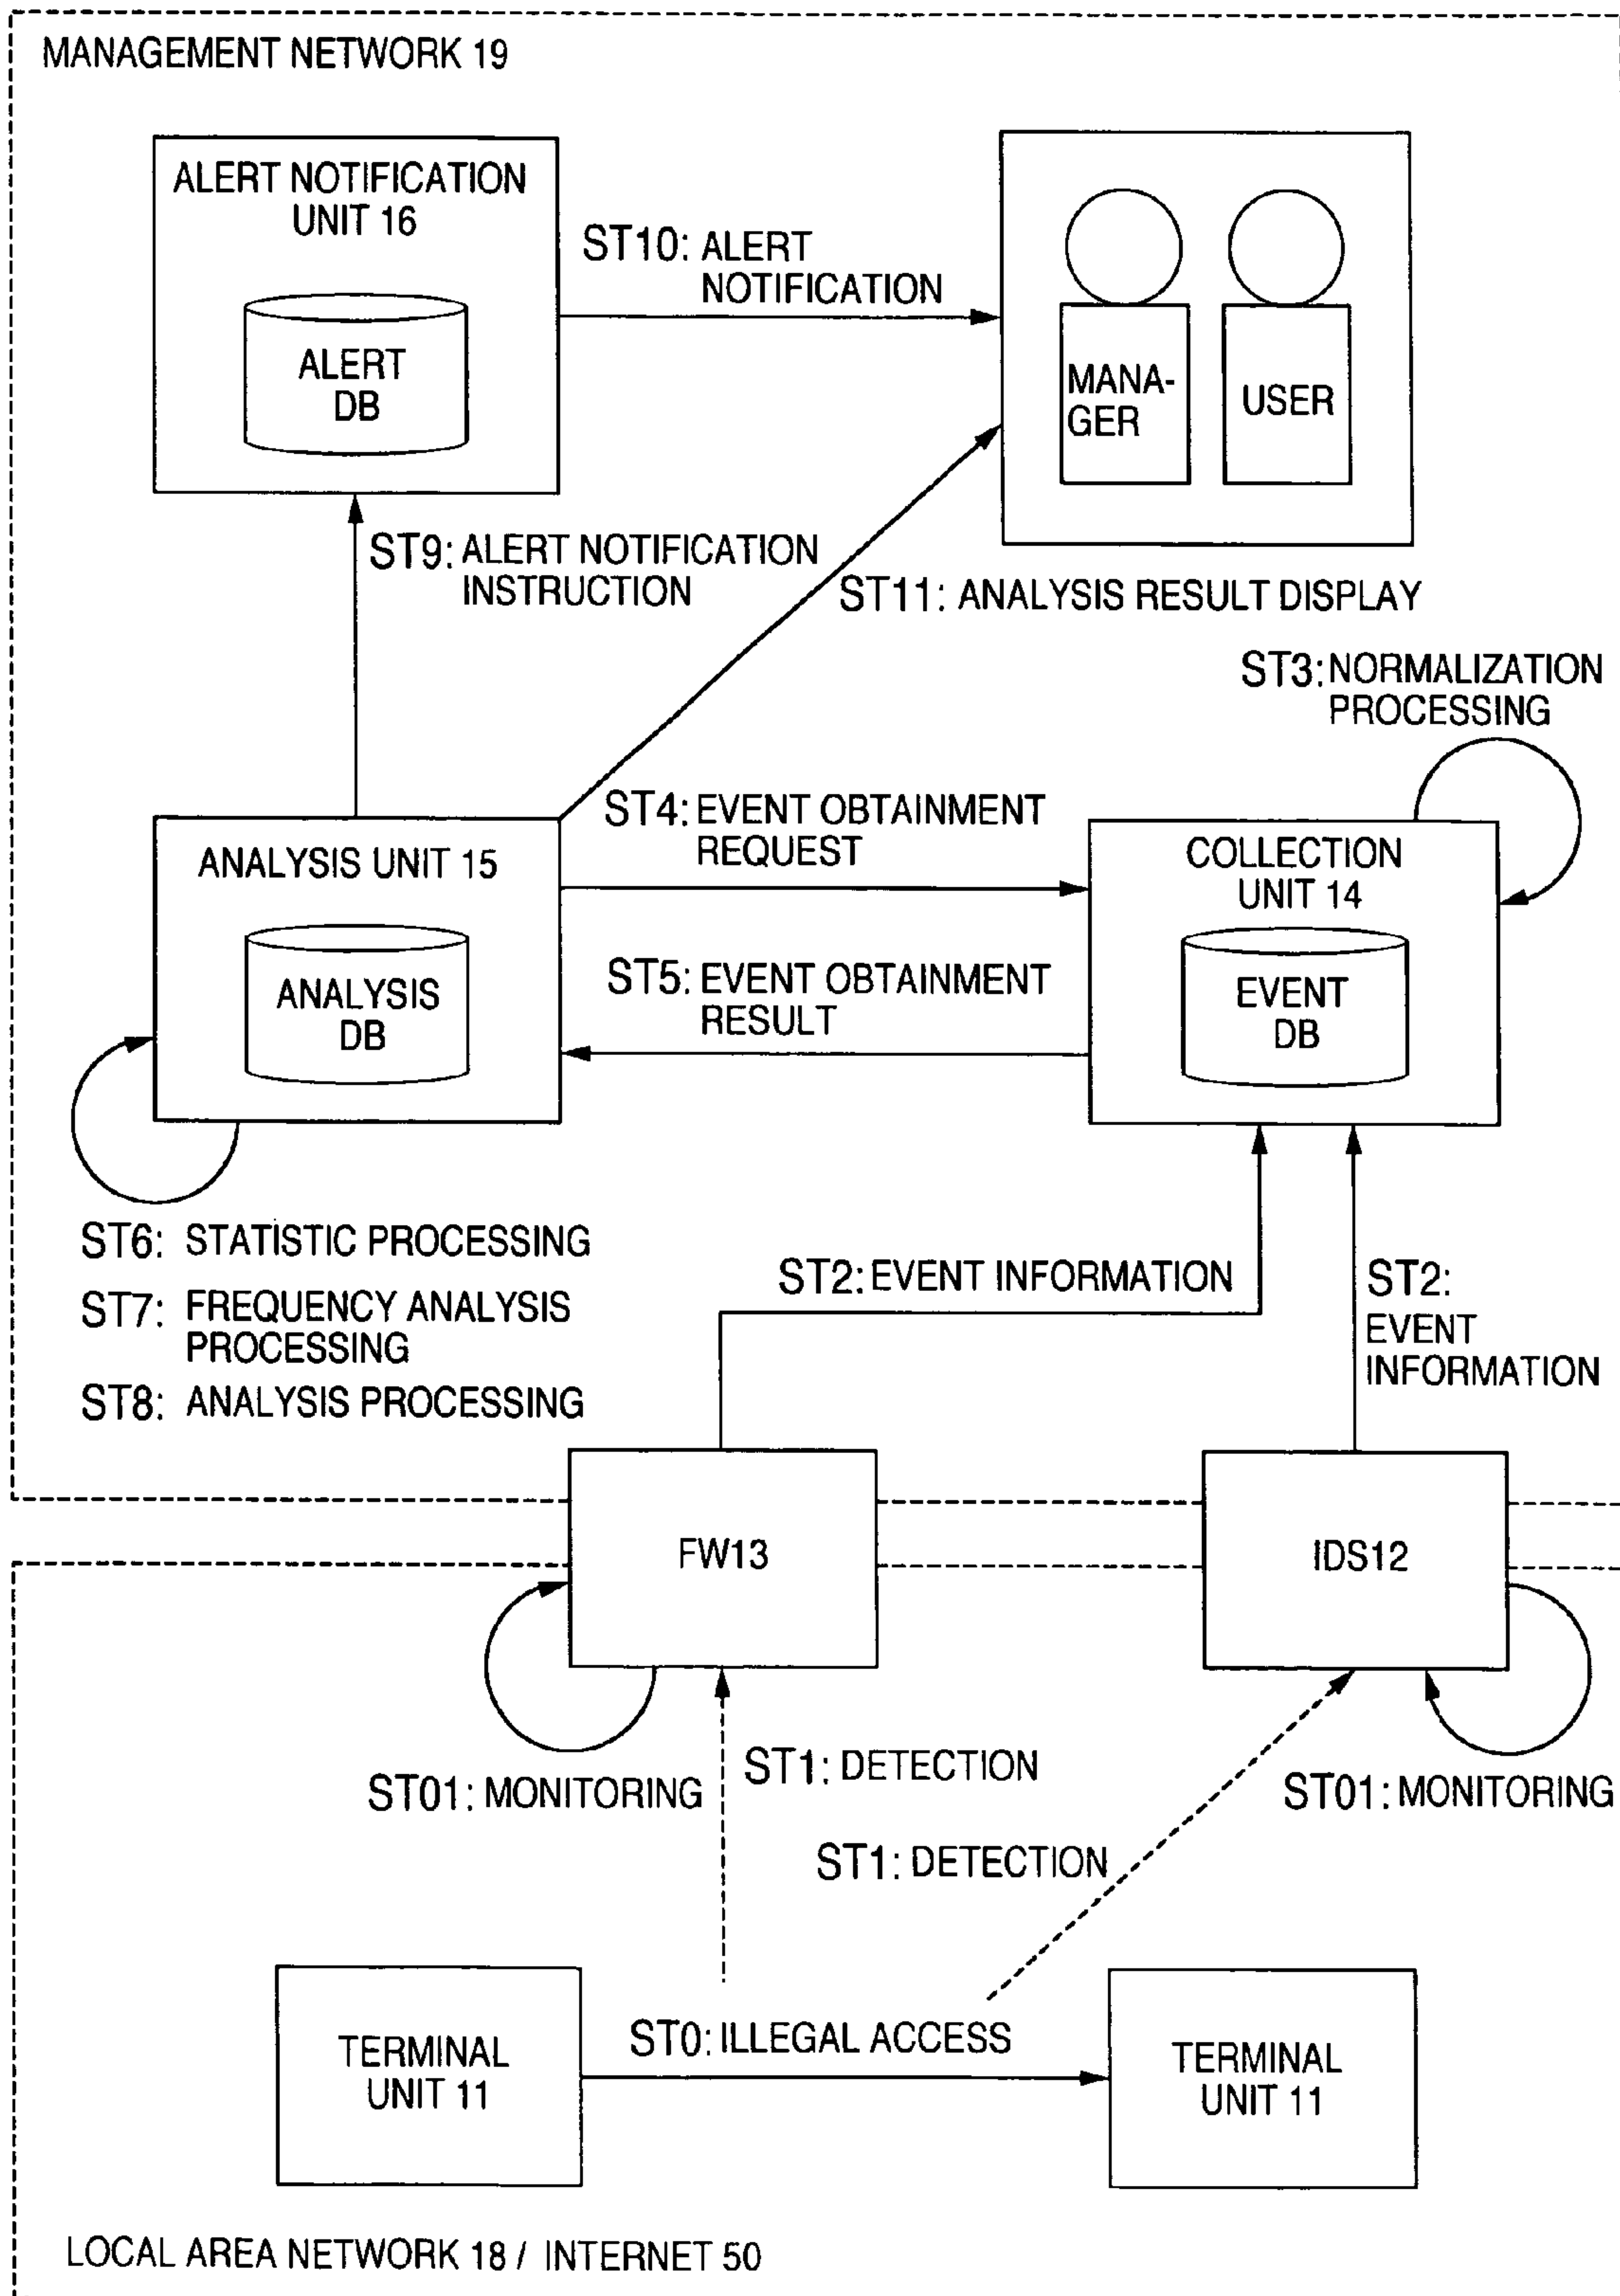 MANAGEMENT NETWORK 19
ALERT NOTIFICATION
UNIT 16
ALERT
DB
ST10: ALERT
NOTIFICATION
MANA-
GER
USER
ST9: ALERT NOTIFICATION
INSTRUCTION
ST11: ANALYSIS RESULT DISPLAY
ST3: NORMALIZATION
PROCESSING
ANALYSIS UNIT 15
ANALYSIS
DB
ST4: EVENT OBTAINMENT
REQUEST
ST5: EVENT OBTAINMENT
RESULT
COLLECTION
UNIT 14
EVENT
DB
ST6: STATISTIC PROCESSING
ST7: FREQUENCY ANALYSIS
PROCESSING
ST8: ANALYSIS PROCESSING
ST2: EVENT INFORMATION
ST2:
EVENT
INFORMATION
FW13
IDS12
ST01: MONITORING
ST1: DETECTION
ST1: DETECTION
ST01: MONITORING
TERMINAL
UNIT 11
ST0: ILLEGAL ACCESS
TERMINAL
UNIT 11
LOCAL AREA NETWORK 18 / INTERNET 50